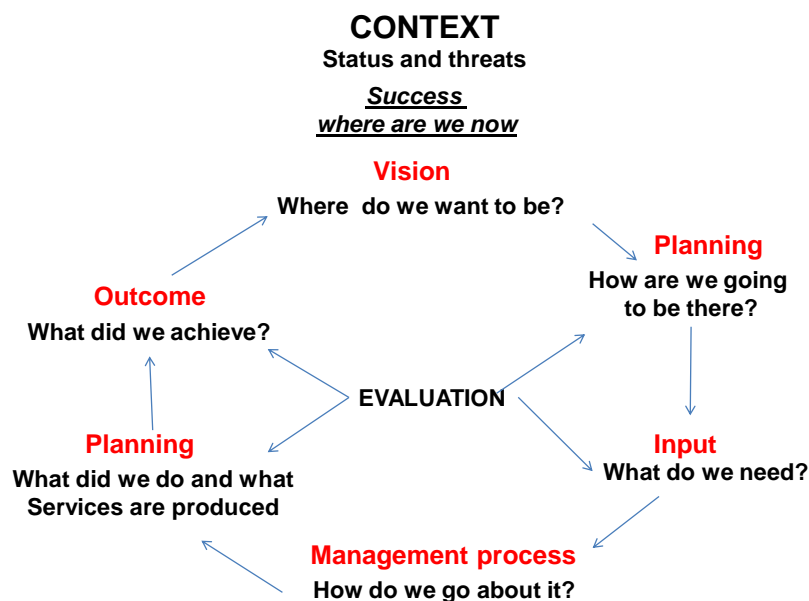 CONTEXT
Status and threats
Success
where are we now
Vision
Where do we want to be?
Planning
How are we going
to be there?
Outcome
What did we achieve?
EVALUATION
Planning
What did we do and what
Services are produced
Input
What do we need?
Management process
How do we go about it?